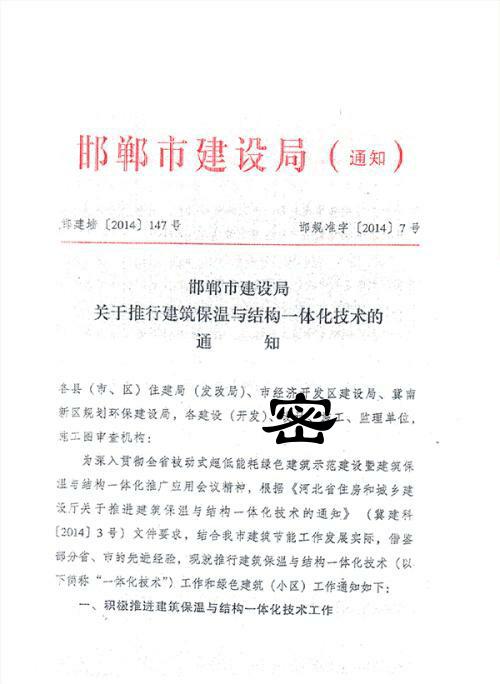 邯郸市建设局（通知）
邯建墙〔2014〕147号 邯规准字〔2014〕7号
邯郸市建设局
关于推行建筑保温与结构一体化技术的
通 知
各县（市、区）住建局（发改局）、市经济开发区建设局、冀南
新区规划环保建设局，各建设（开发）、工、监理单位，
密
施工图审查机构：
为深入贯彻全省被动式超低能耗绿色建筑示范建设暨建筑保
温与结构一体化推广应用会议精神，根据《河北省住房和城乡建
设厅关于推进建筑保温与结构一体化技术的通知》（冀建科
〔2014〕3号）文件要求，结合我市建筑节能工作发展实际，借鉴
部分省、市的先进经验，现就推行建筑保温与结构一体化技术（以
下简称“一体化技术”）工作和绿色建筑（小区）工作通知如下：
一、积极推进建筑保温与结构一体化技术工作